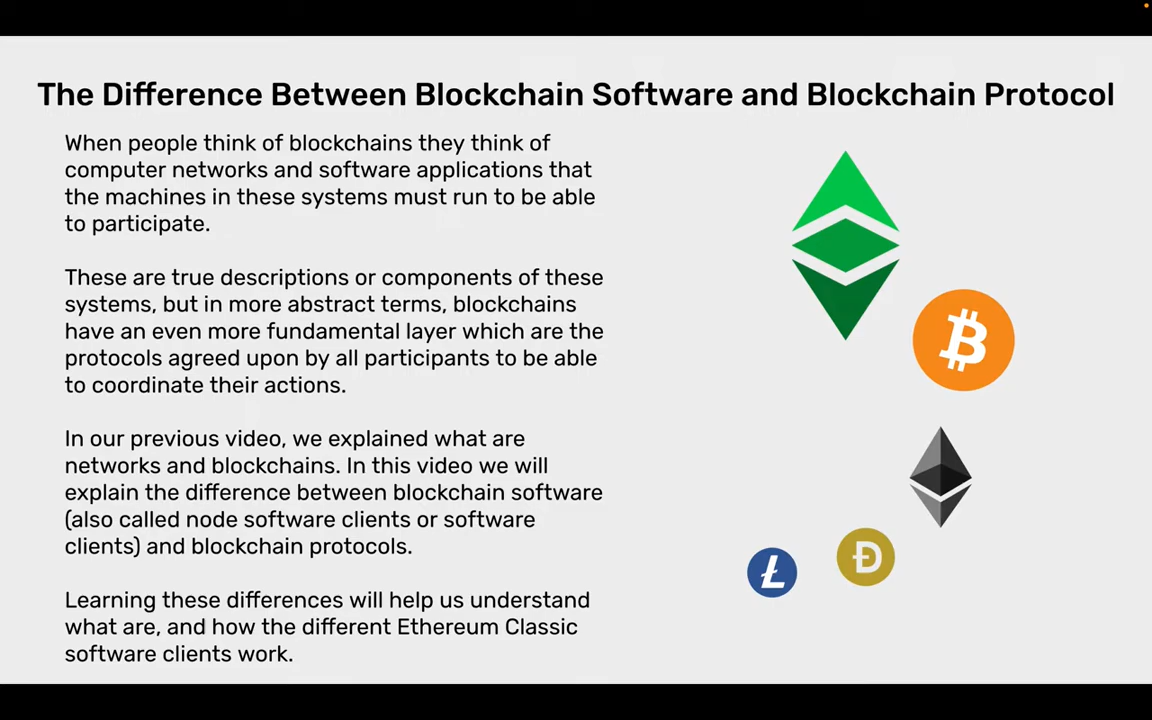 The Difference Between Blockchain Software and Blockchain Protocol
When people think of blockchains they think of
computer networks and software applications that
the machines in these systems must run to be able
to participate.
These are true descriptions or components of these
systems, but in more abstract terms, blockchains
have an even more fundamental layer which are the
protocols agreed upon by all participants to be able
to coordinate their actions.
In our previous video, we explained what are
networks and blockchains. In this video we will
explain the difference between blockchain software
(also called node software clients or software
clients) and blockchain protocols.
Learning these differences will help us understand
what are, and how the different Ethereum Classic
software clients work.